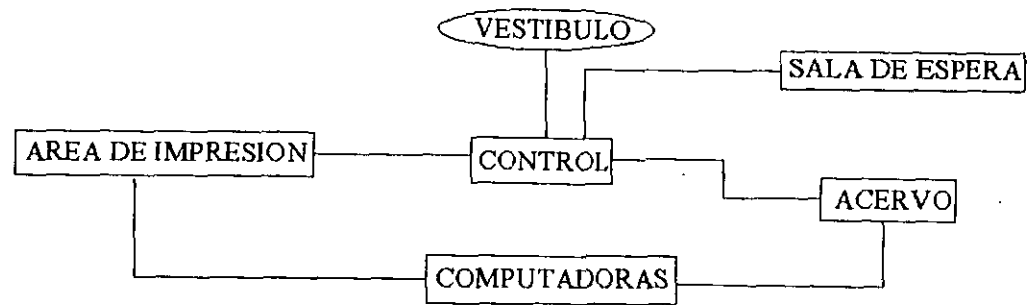 VESTIBULO
SALA DE ESPERA
AREA DE IMPRESION
CONTROL
ACERVO
COMPUTADORAS